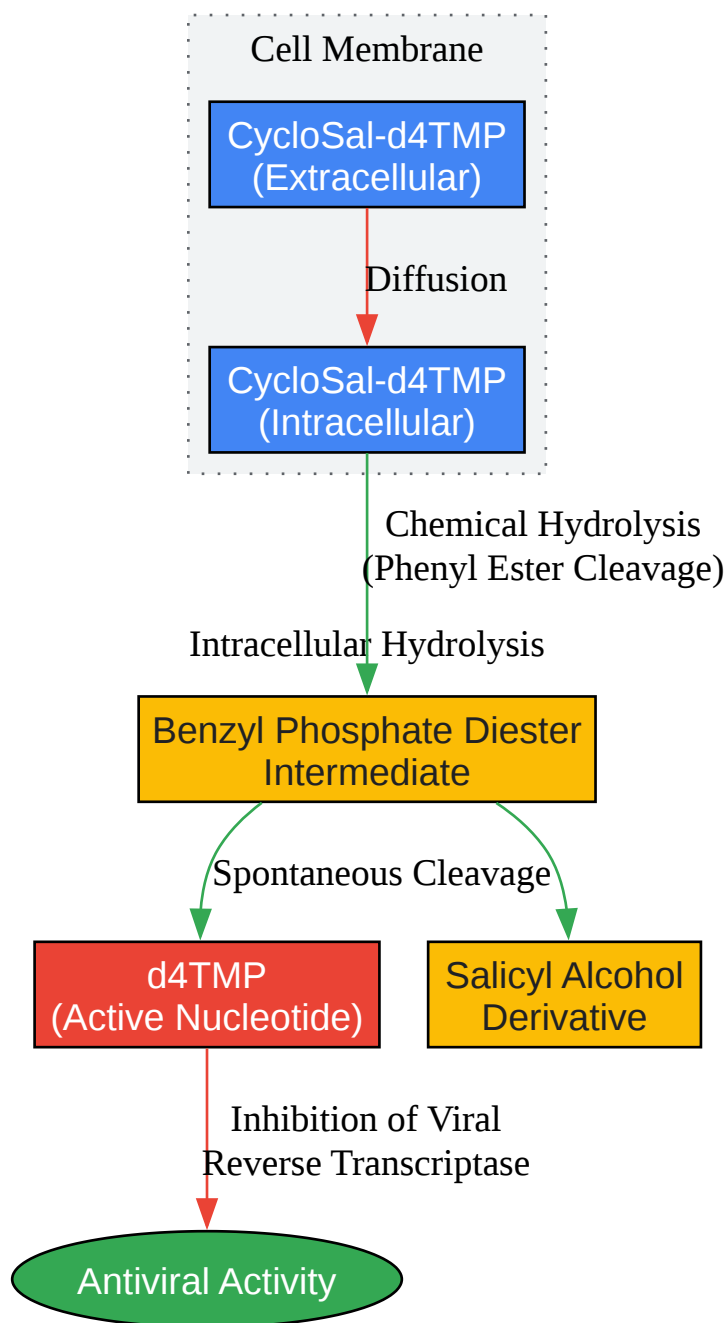 Cell Membrane
CycloSal-d4TMP
(Extracellular)
Diffusion
CycloSal-d4TMP
(Intracellular)
Chemical Hydrolysis
(Phenyl Ester Cleavage)
Intracellular Hydrolysis
Benzyl Phosphate Diester
Intermediate
Spontaneous Cleavage
d4TMP
(Active Nucleotide)
Salicyl Alcohol
Derivative
Inhibition of Viral
Reverse Transcriptase
Antiviral Activity